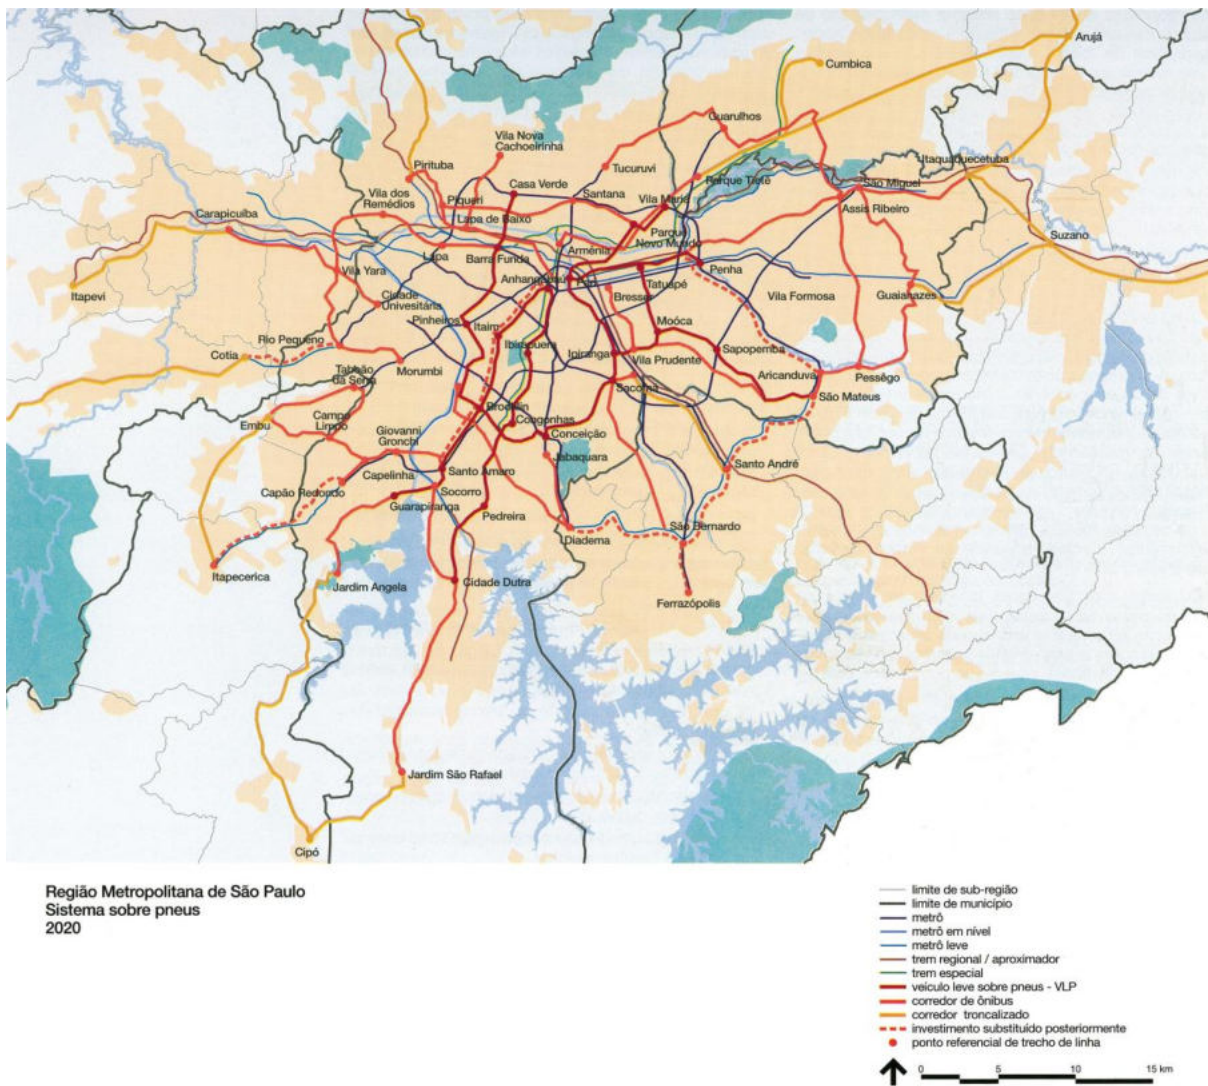 Arujá
Cumbica
Guarulhos
Vila Nova
Cachoeirinha
Pirituba
Tucuruvi
Itaquaquecetuba
Parque Tietê
São Miguel
Casa Verde
Santana
Vila dos
Remédios
Piqueri
Vila Maria
Assis Ribeiro
Carapicuíba
Lapa de Baixo
Parque
Novo Mundo
Suzano
Lapa
Barra Funda
Armênia
Vila Yara
Anhangabaú
Penha
Itapevi
Tatuapé
Cidade
Univesitária
Bresser
Vila Formosa
Guaianazes
Pinheiros
Itaim
Moóca
Rio Pequeno
Ibirapuera
Cotia
Ipiranga
Vila Prudente
Sapopemba
Taboão
da Serra
Morumbi
Aricanduva
Pessêgo
Sacomã
São Mateus
Embu
Campo
Limpo
Brooklin
Congonhas
Giovanni
Gronchi
Conceição
Jabaquara
Santo André
Capelinha
Santo Amaro
Capão Redondo
Socorro
Guarapiranga
Pedreira
São Bernardo
Diadema
Itapecerica
Jardim Angela
Cidade Dutra
Ferrazópolis
Jardim São Rafael
Cipó
Região Metropolitana de São Paulo
Sistema sobre pneus
2020
limite de sub-região
limite de município
metrô
metrô em nível
metrô leve
trem regional / aproximador
trem especial
veículo leve sobre pneus - VLP
corredor de ônibus
corredor troncalizado
investimento substituído posteriormente
ponto referencial de trecho de linha
0 5 10 15 km